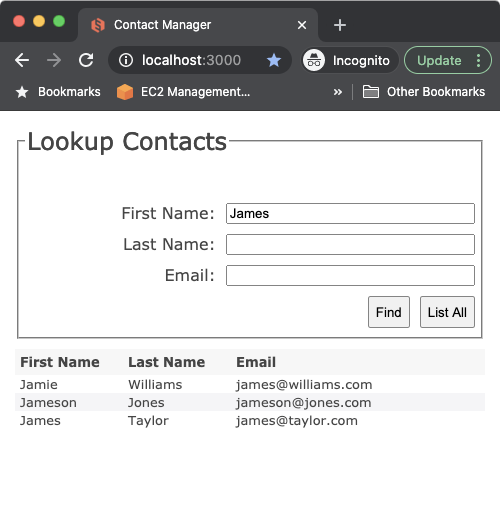 Contact Manager
localhost:3000
Incognito
Update
Bookmarks
EC2 Management...
»
Other Bookmarks
Lookup Contacts
First Name: James
Last Name:
Email:
Find List All
First Name Last Name Email
Jamie Williams james@williams.com
Jameson Jones jameson@jones.com
James Taylor james@taylor.com